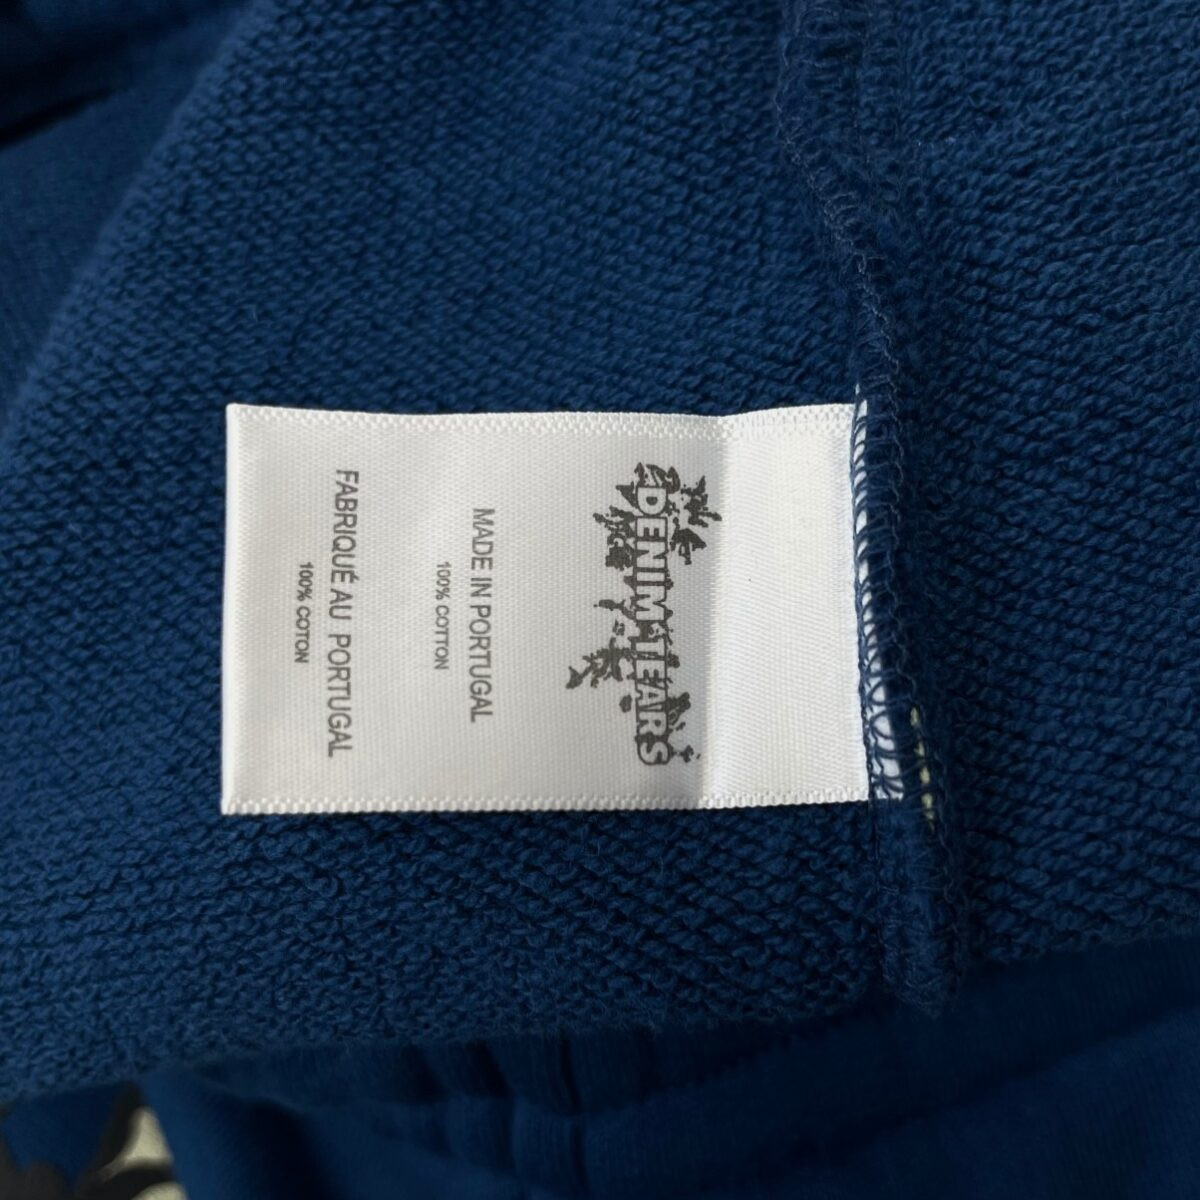 DENIM TEARS
MADE IN PORTUGAL
100% COTTON
FABRIQUÉ AU PORTUGAL
100% COTON